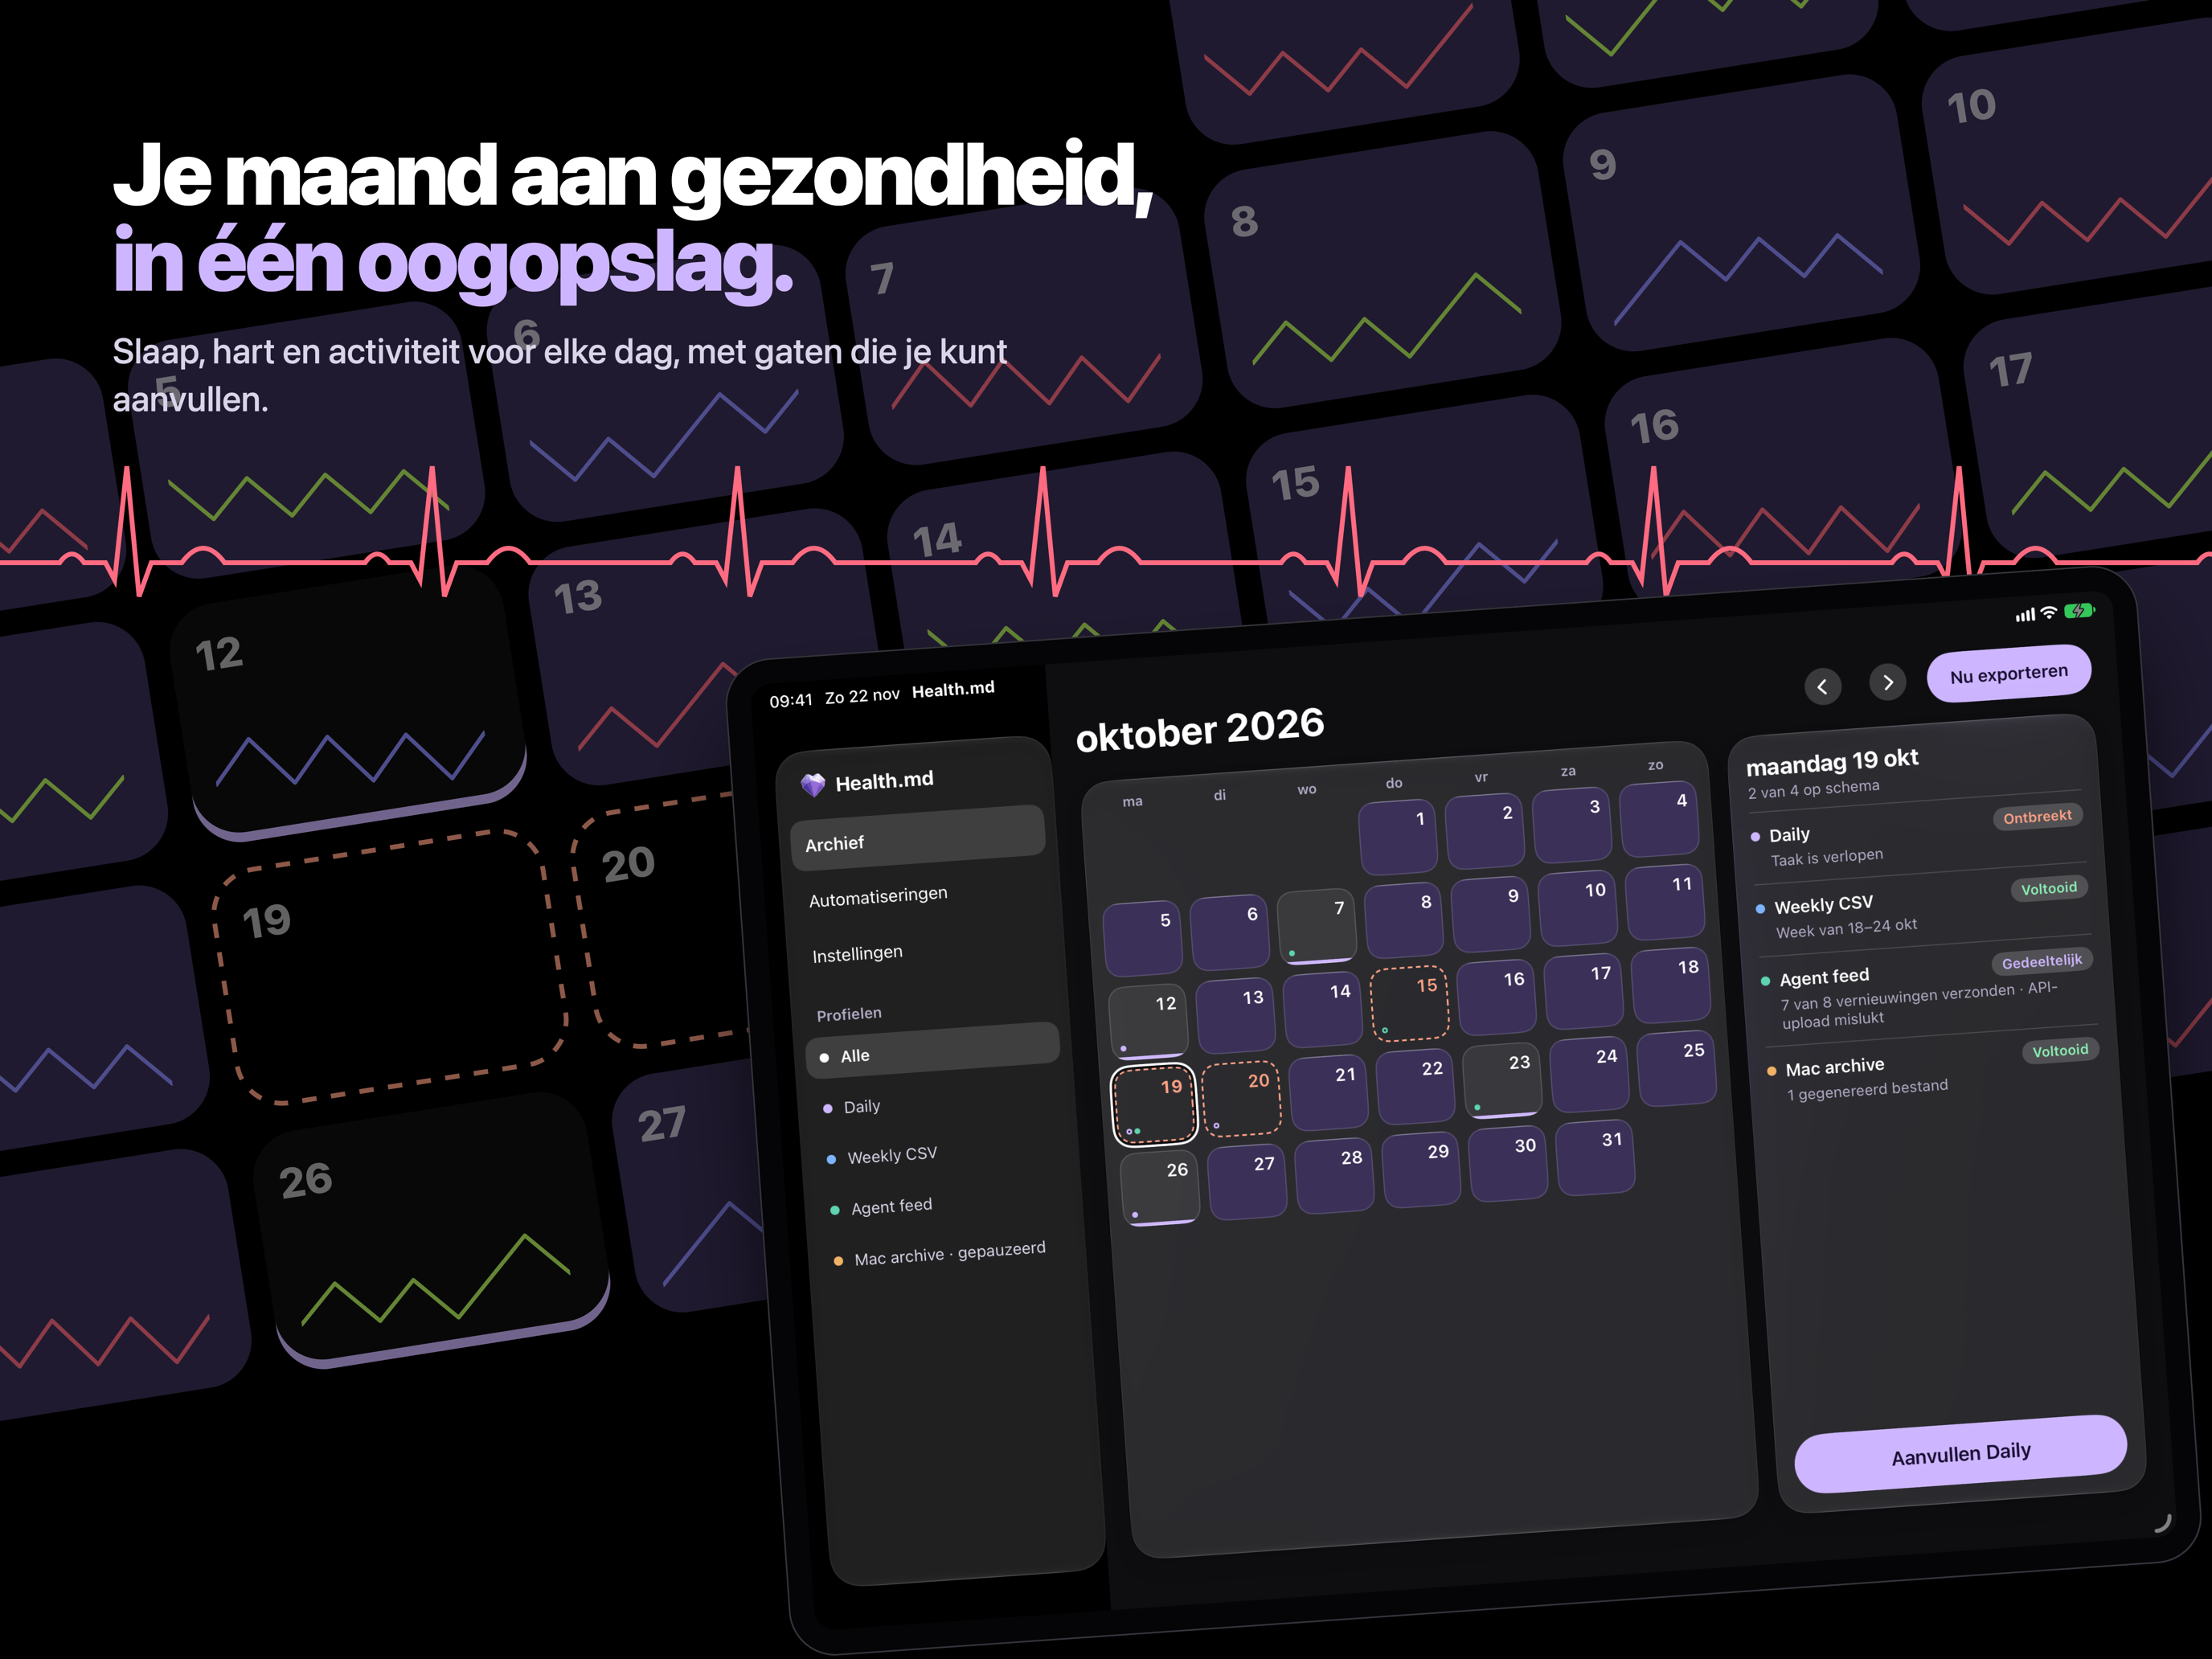 Je maand aan gezondheid,
in één oogopslag.
Slaap, hart en activiteit voor elke dag, met gaten die je kunt
aanvullen.
5
6
7
8
9
10
12
13
14
15
16
17
19
20
26
27
09:41 Zo 22 nov Health.md
Health.md
Archief
Automatiseringen
Instellingen
Profielen
Alle
Daily
Weekly CSV
Agent feed
Mac archive · gepauzeerd
oktober 2026
Nu exporteren
ma di wo do vr za zo
1 2 3 4
5 6 7 8 9 10 11
12 13 14 15 16 17 18
19 20 21 22 23 24 25
26 27 28 29 30 31
maandag 19 okt
2 van 4 op schema
Daily Ontbreekt
Taak is verlopen
Weekly CSV Voltooid
Week van 18–24 okt
Agent feed Gedeeltelijk
7 van 8 vernieuwingen verzonden · API-
upload mislukt
Mac archive Voltooid
1 gegenereerd bestand
Aanvullen Daily